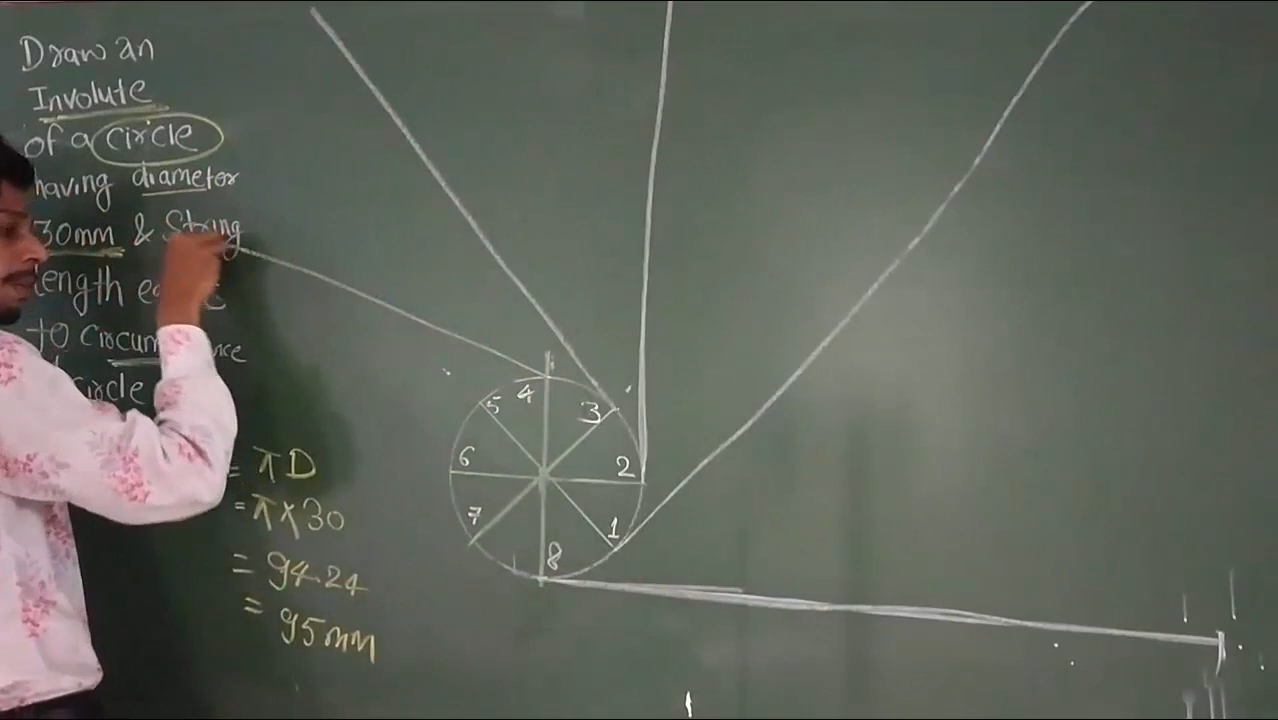 Draw an
Involute
of a circle
having diameter
30mm & String
length
to
circle
= πD
= π×30
= 94.24
= 95mm
4
5
3
6
2
7
1
8